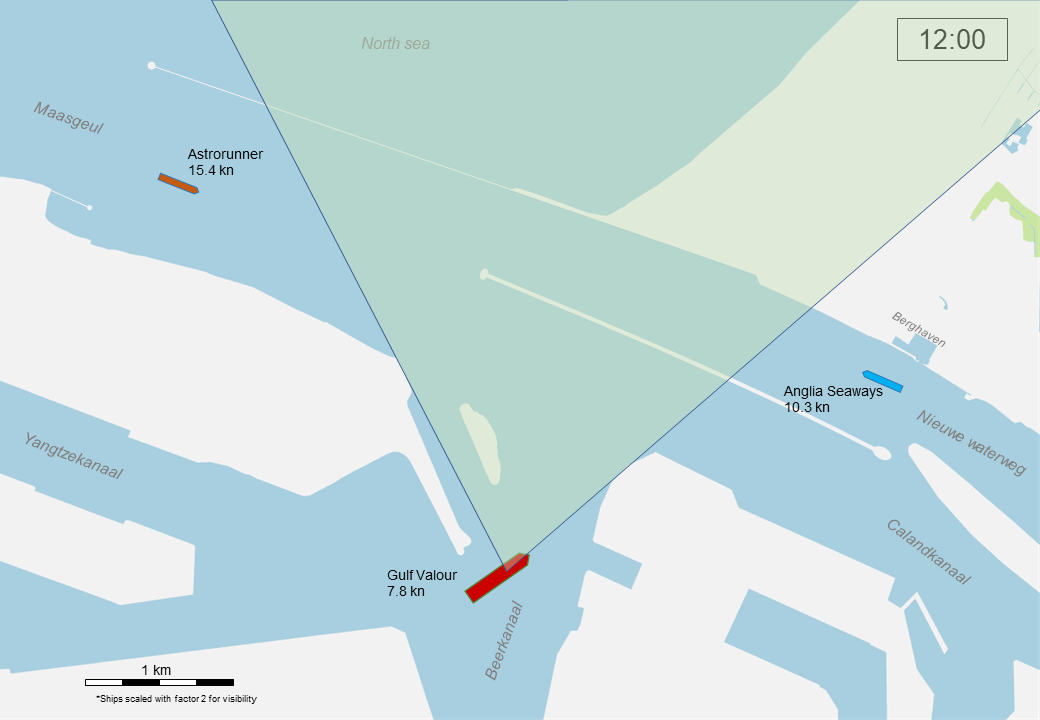 North sea
12:00
Maasgeul
Astrorunner
15.4 kn
Berghaven
Anglia Seaways
10.3 kn
Nieuwe waterweg
Yangtzekanaal
Calandkanaal
Gulf Valour
7.8 kn
Beerkanaal
1 km
*Ships scaled with factor 2 for visibility